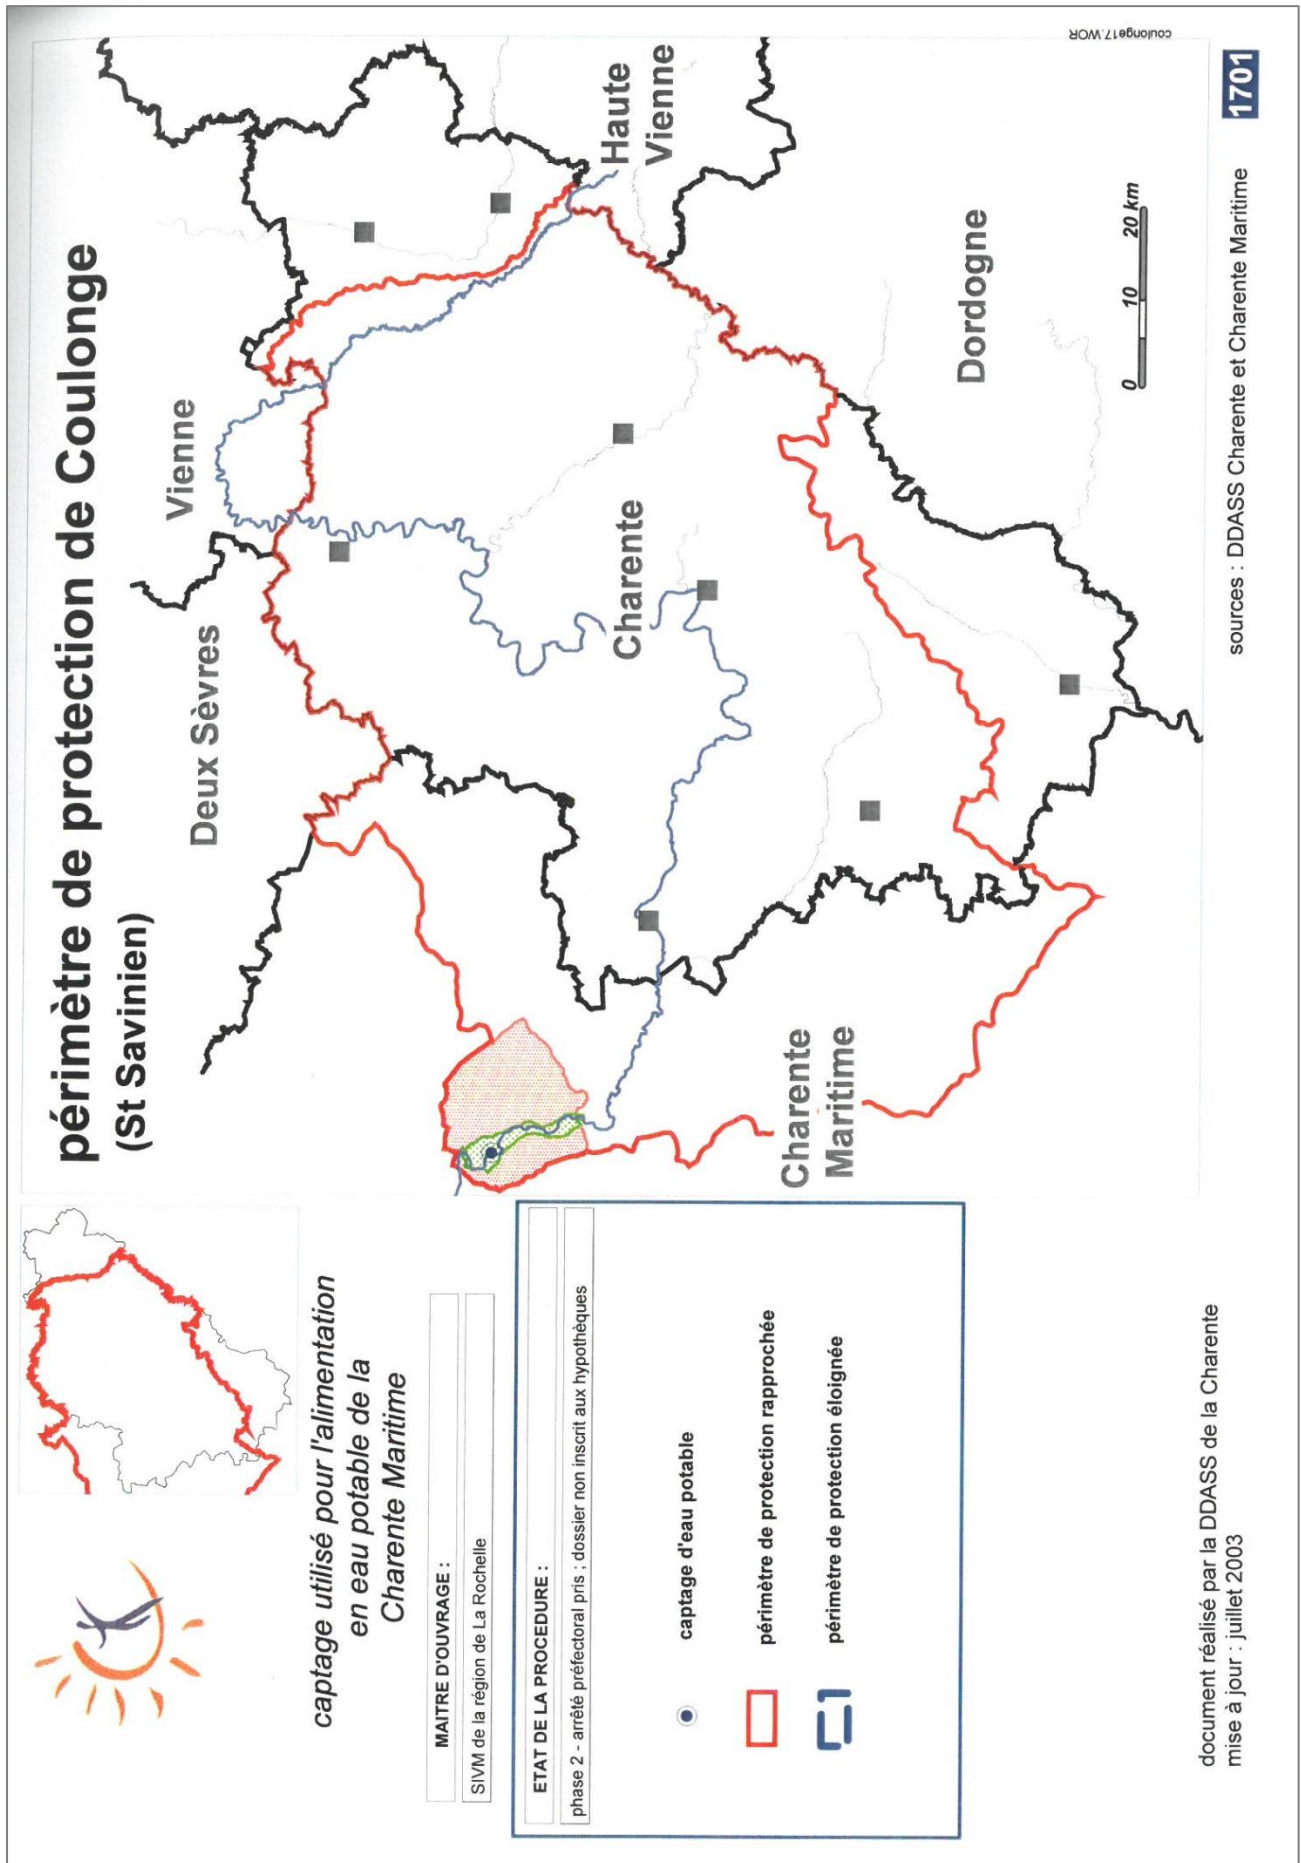 périmètre de protection de Coulonge
(St Savinien)
captage utilisé pour l'alimentation
en eau potable de la
Charente Maritime
MAITRE D'OUVRAGE :
SIVM de la région de La Rochelle
ETAT DE LA PROCEDURE :
phase 2 - arrêté préfectoral pris ; dossier non inscrit aux hypothèques
captage d'eau potable
périmètre de protection rapprochée
périmètre de protection éloignée
document réalisé par la DDASS de la Charente
mise à jour : juillet 2003
Deux Sèvres
Vienne
Haute
Vienne
Charente
Charente
Maritime
Dordogne
0 10 20 km
sources : DDASS Charente et Charente Maritime
1701
coulonge17.WOR